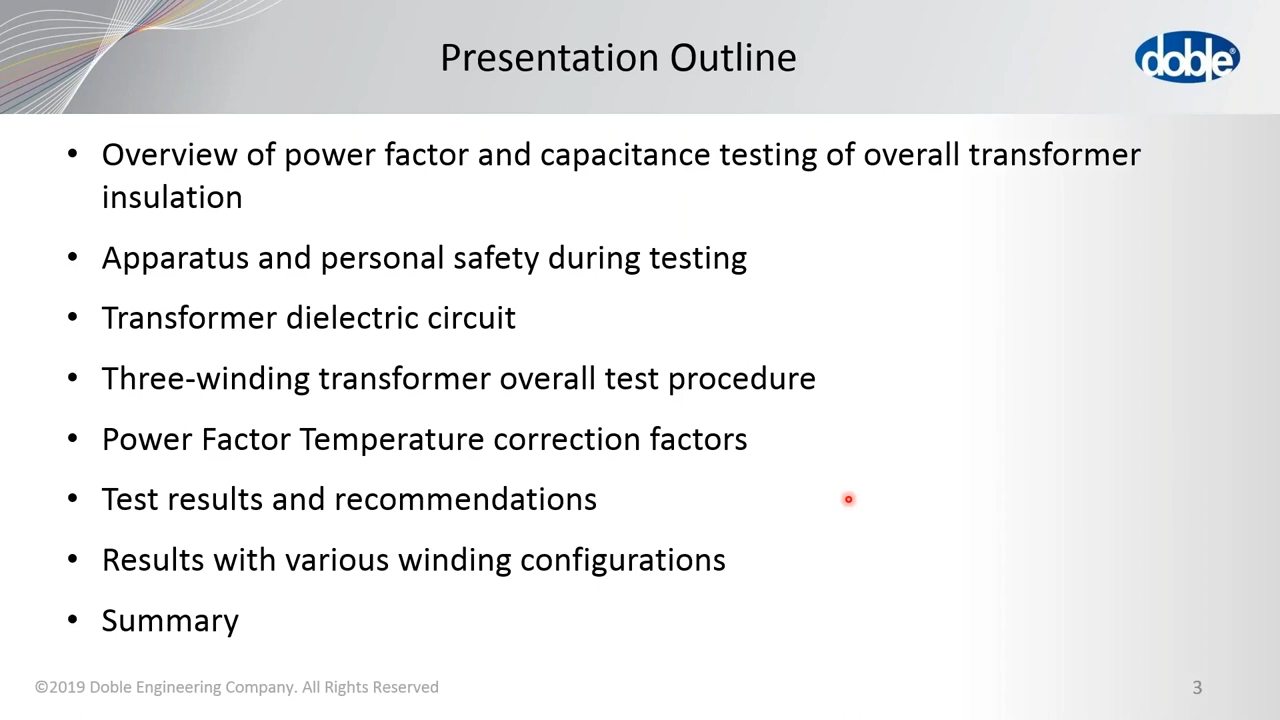 Presentation Outline
doble®
• Overview of power factor and capacitance testing of overall transformer
insulation
• Apparatus and personal safety during testing
• Transformer dielectric circuit
• Three-winding transformer overall test procedure
• Power Factor Temperature correction factors
• Test results and recommendations
• Results with various winding configurations
• Summary
©2019 Doble Engineering Company. All Rights Reserved
3